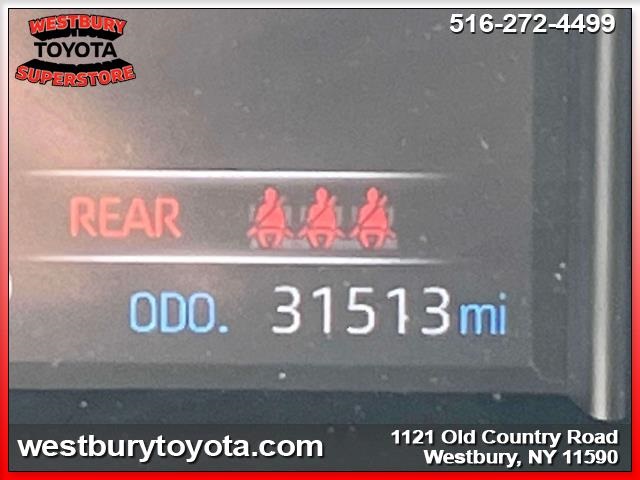 WESTBURY
TOYOTA
SUPERSTORE
516-272-4499
REAR
ODO. 31513 mi
westburytoyota.com
1121 Old Country Road
Westbury, NY 11590